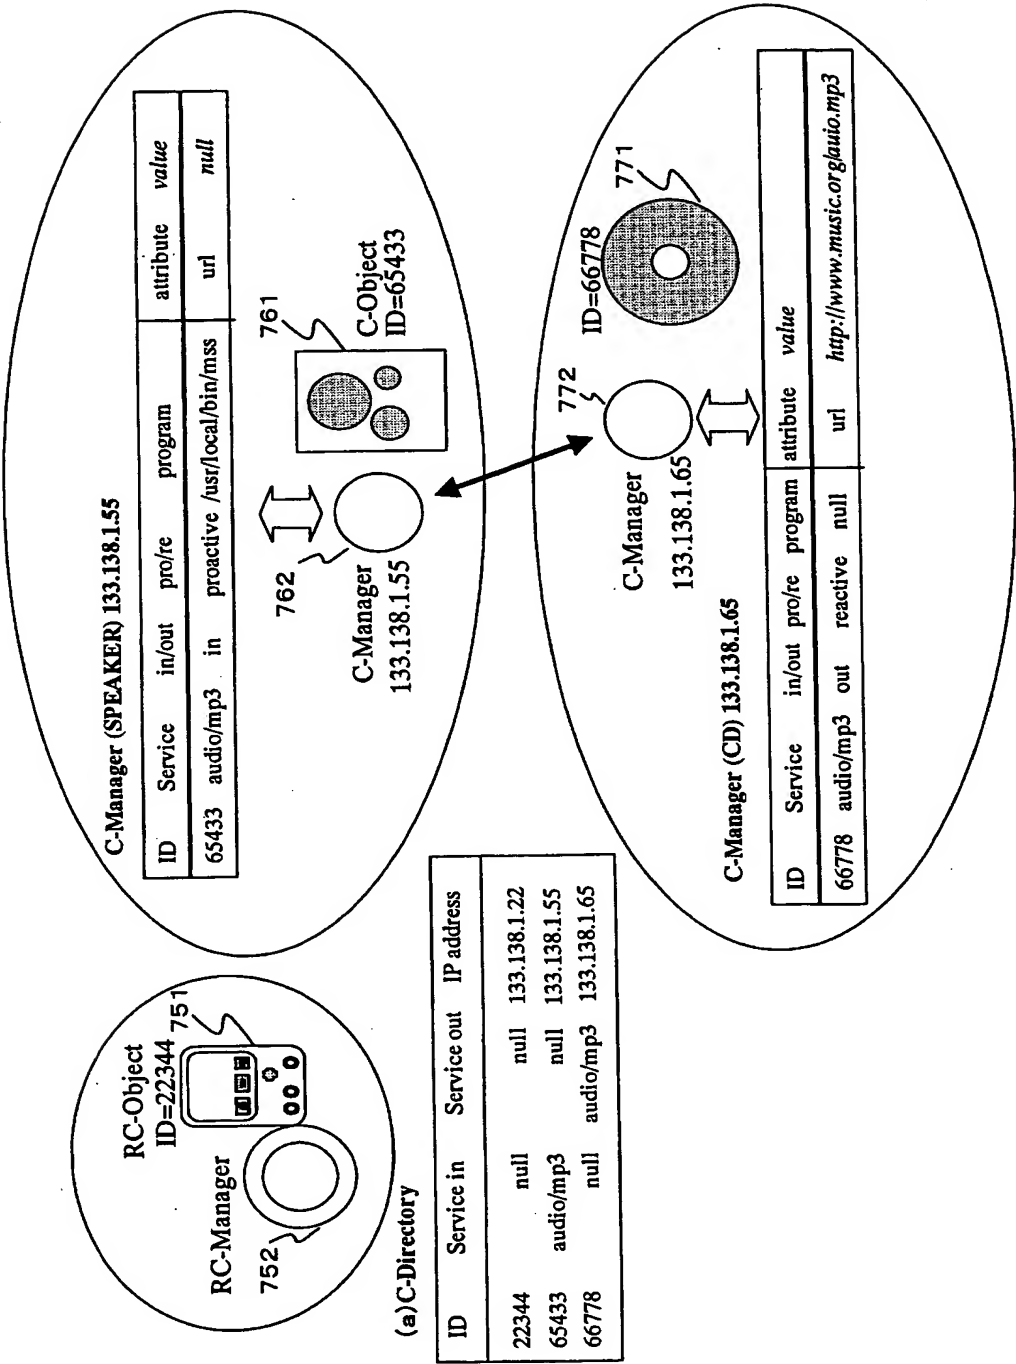 RC-Object
ID=22344
751
RC-Manager
752
(a)C-Directory
ID Service in Service out IP address
22344 null null 133.138.1.22
65433 audio/mp3 null 133.138.1.55
66778 null audio/mp3 133.138.1.65
C-Manager (SPEAKER) 133.138.1.55
ID Service in/out pro/re program attribute value
65433 audio/mp3 in proactive /usr/local/bin/mss url null
762
C-Manager
133.138.1.55
761
C-Object
ID=65433
C-Manager
133.138.1.65
772
ID=66778
771
C-Manager (CD) 133.138.1.65
ID Service in/out pro/re program attribute value
66778 audio/mp3 out reactive null url http://www.music.org/auio.mp3